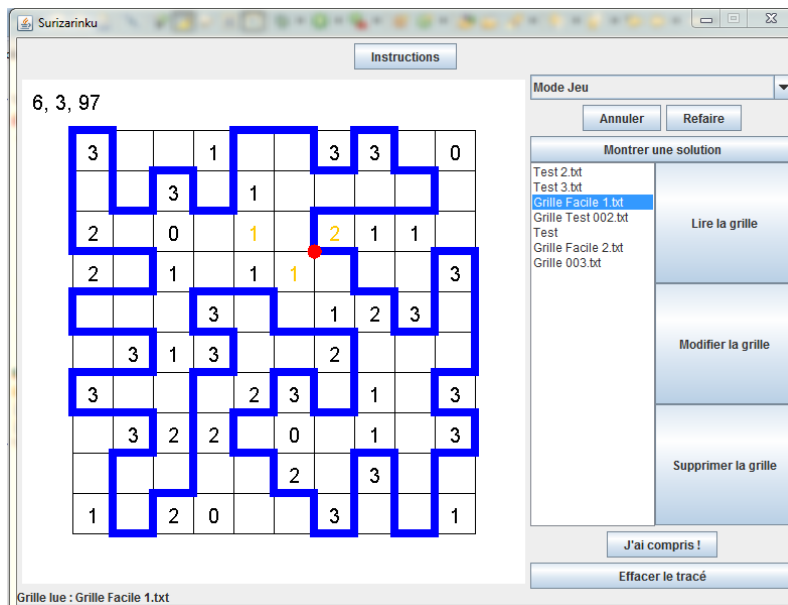 Surizarinku
Instructions
6, 3, 97
3 1 3 3 0
3 1
2 0 1 2 1 1
2 1 1 1 3
3 1 2 3
3 1 3 2
3 2 3 1 3
3 2 2 0 1 3
2 3
1 2 0 3 1
Mode Jeu
Annuler Refaire
Montrer une solution
Test 2.txt
Test 3.txt
Grille Facile 1.txt
Grille Test 002.txt
Test
Grille Facile 2.txt
Grille 003.txt
Lire la grille
Modifier la grille
Supprimer la grille
J'ai compris !
Effacer le tracé
Grille lue : Grille Facile 1.txt